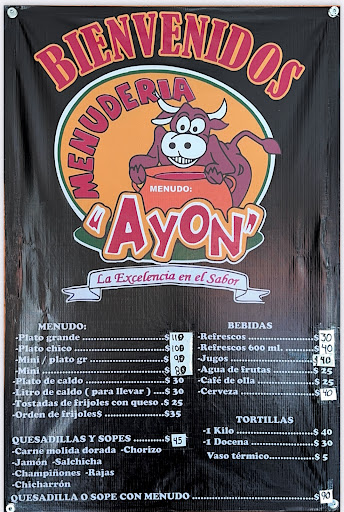 BIENVENIDOS
MENUDERIA
MENUDO:
"AYON"
La Excelencia en el Sabor
MENUDO:
-Plato grande ..................$ 110
-Plato chico ....................$ 100
-Mini / plato gr ................$ 90
-Mini ............................$ 80
-Plato de caldo ................$ 30
-Litro de caldo ( para llevar ) ...$ 30
-Tostadas de frijoles con queso .$ 25
-Orden de frijoless $35
QUESADILLAS Y SOPES ........$ 45
-Carne molida dorada -Chorizo
-Jamón -Salchicha
-Champiñones -Rajas
-Chicharrón
QUESADILLA O SOPE CON MENUDO ..............................$ 90
BEBIDAS
-Refrescos ....................$ 30
-Refrescos 600 ml. .........$ 40
-Jugos .........................$ 40
-Agua de frutas ............$ 25
-Café de olla ................$ 25
-Cerveza .....................$ 40
TORTILLAS
-1 Kilo ......................$ 40
-1 Docena .................$ 30
Vaso térmico..............$ 5